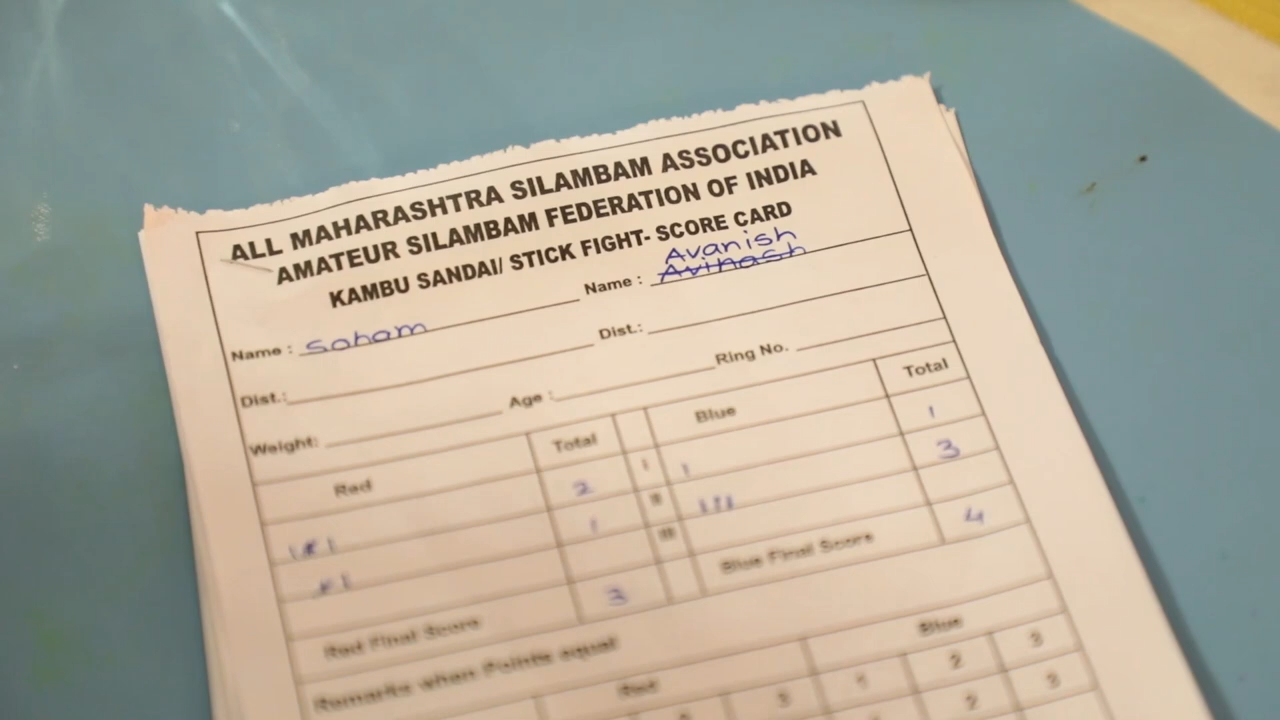 ALL MAHARASHTRA SILAMBAM ASSOCIATION
AMATEUR SILAMBAM FEDERATION OF INDIA
KAMBU SANDAI/ STICK FIGHT- SCORE CARD
Avanish
Name : Soham Name : Avinash
Dist.: Dist.:
Weight: Age : Ring No.
Red Total Blue Total
2 I 1
1 II 3
III
Red Final Score 3 Blue Final Score 4
Remarks when Points equal
Red Blue
3 1 2 3
2 3